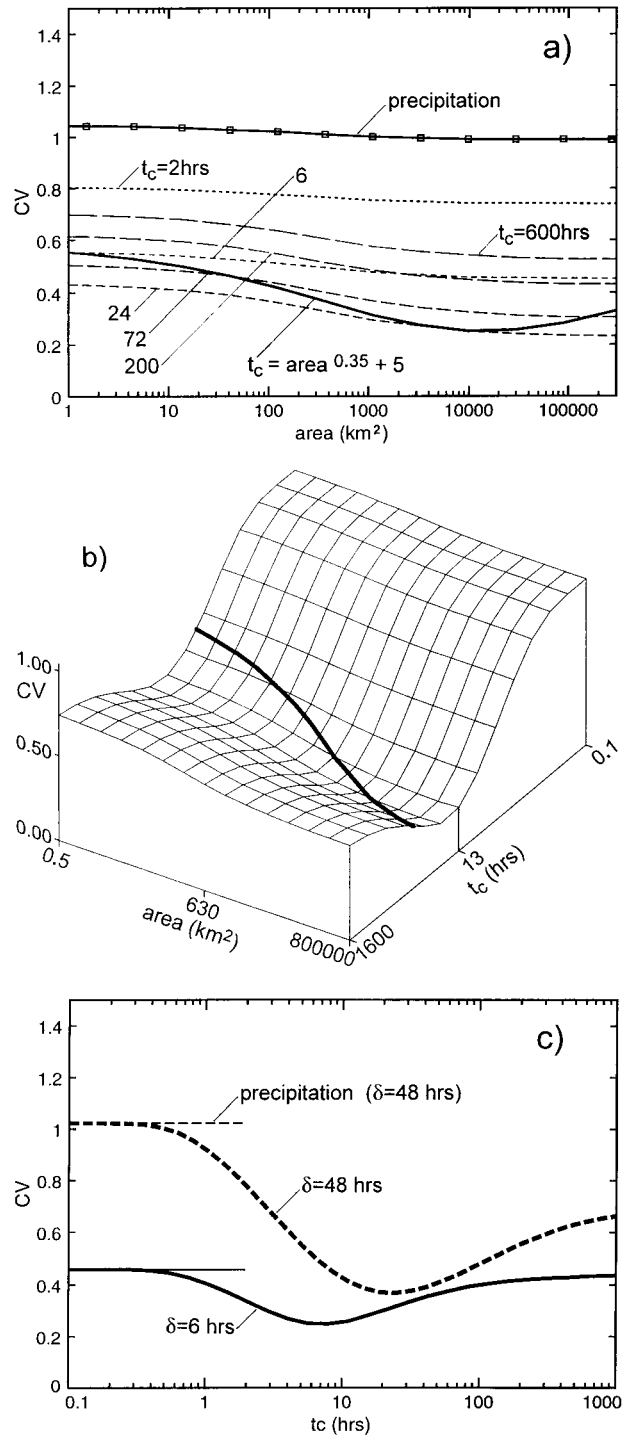 a)
1.4
1.2
1
0.8
0.6
0.4
0.2
0
CV
precipitation
t_c=2hrs
6
t_c=600hrs
24
72
200
t_c = area^0.35 + 5
1 10 100 1000 10000 100000
area (km²)
b)
1.00
CV
0.50
0.00
0.5
630
area (km²)
800000
1600
13
t_c (hrs)
0.1
c)
1.4
1.2
1
0.8
0.6
0.4
0.2
0
CV
precipitation (δ=48 hrs)
δ=48 hrs
δ=6 hrs
0.1 1 10 100 1000
tc (hrs)